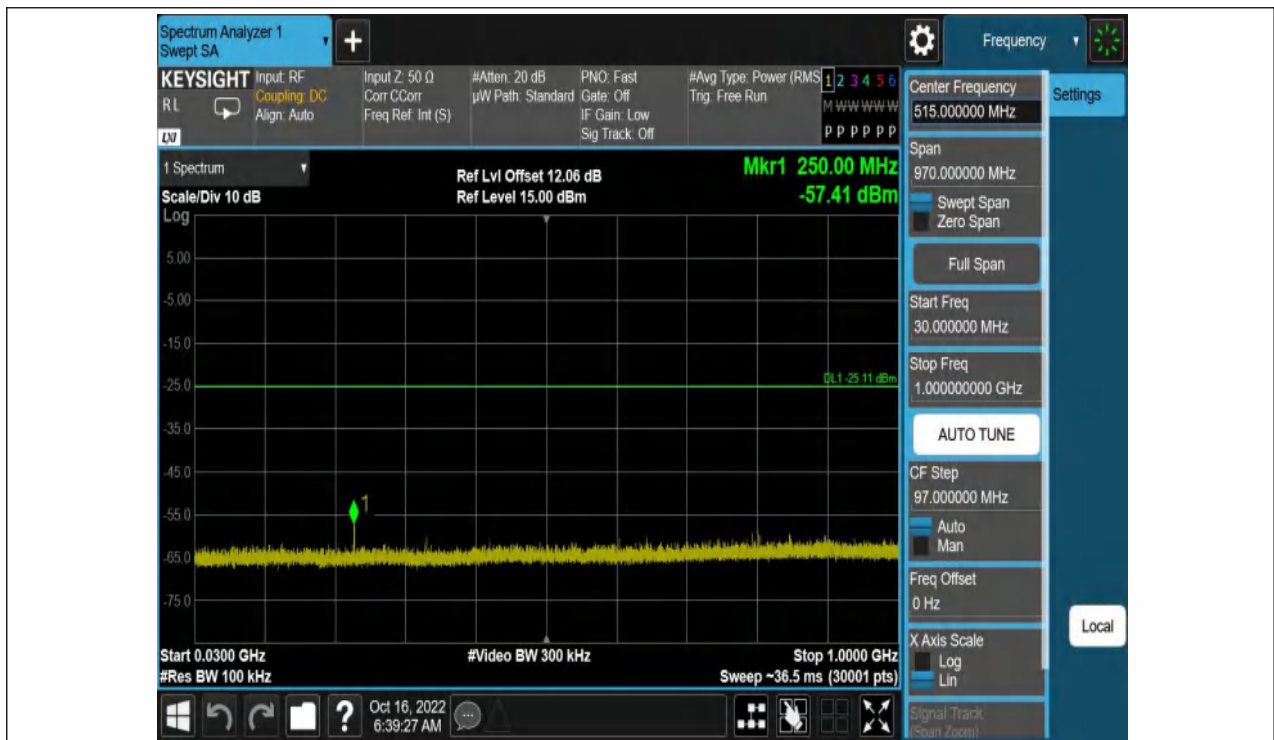 Spectrum Analyzer 1
Swept SA
+
Frequency
KEYSIGHT
RL
LXI
Input: RF
Coupling: DC
Align: Auto
Input Z: 50 Ω
Corr CCorr
Freq Ref: Int (S)
#Atten: 20 dB
µW Path: Standard
PNO: Fast
Gate: Off
IF Gain: Low
Sig Track: Off
#Avg Type: Power (RMS
Trig: Free Run
1 2 3 4 5 6
M W W W W W
P P P P P P
1 Spectrum
Scale/Div 10 dB
Log
Ref Lvl Offset 12.06 dB
Ref Level 15.00 dBm
Mkr1 250.00 MHz
-57.41 dBm
5.00
-5.00
-15.0
-25.0
DL1 -25.11 dBm
-35.0
-45.0
1
-55.0
-65.0
-75.0
Start 0.0300 GHz
#Res BW 100 kHz
#Video BW 300 kHz
Stop 1.0000 GHz
Sweep ~36.5 ms (30001 pts)
?
Oct 16, 2022
6:39:27 AM
Center Frequency
515.000000 MHz
Settings
Span
970.000000 MHz
Swept Span
Zero Span
Full Span
Start Freq
30.000000 MHz
Stop Freq
1.000000000 GHz
AUTO TUNE
CF Step
97.000000 MHz
Auto
Man
Freq Offset
0 Hz
X Axis Scale
Log
Lin
Local
Signal Track
(Span Zoom)